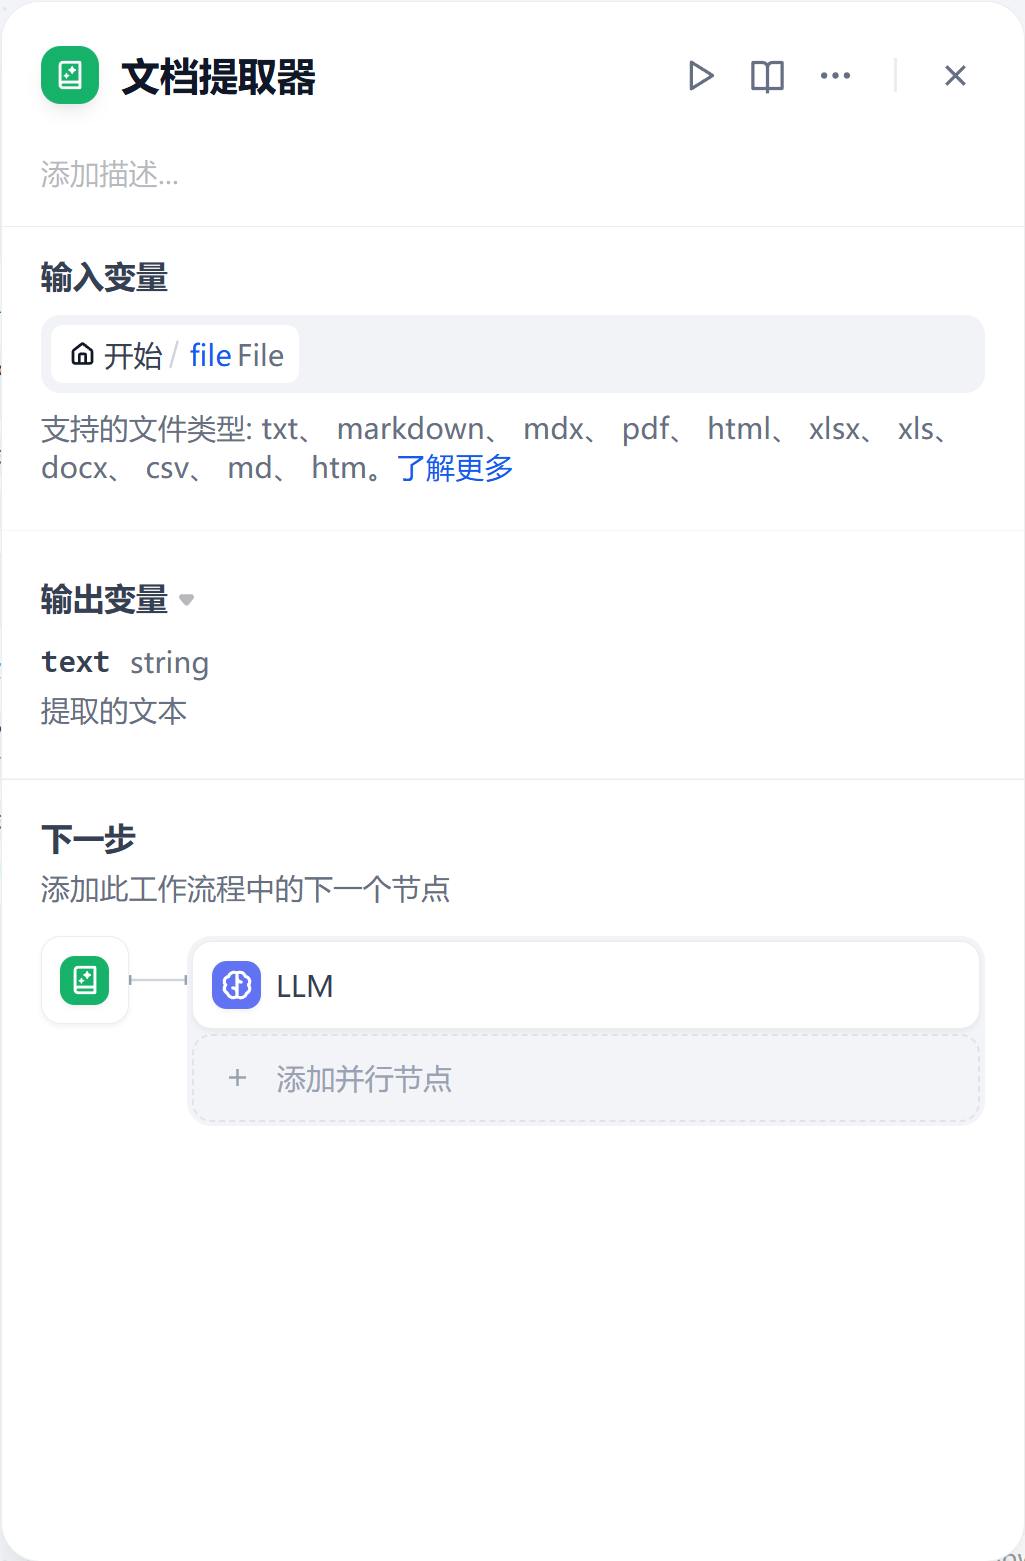 文档提取器
添加描述...
输入变量
开始 / file File
支持的文件类型: txt、 markdown、 mdx、 pdf、 html、 xlsx、 xls、
docx、 csv、 md、 htm。了解更多
输出变量
text string
提取的文本
下一步
添加此工作流程中的下一个节点
LLM
+ 添加并行节点